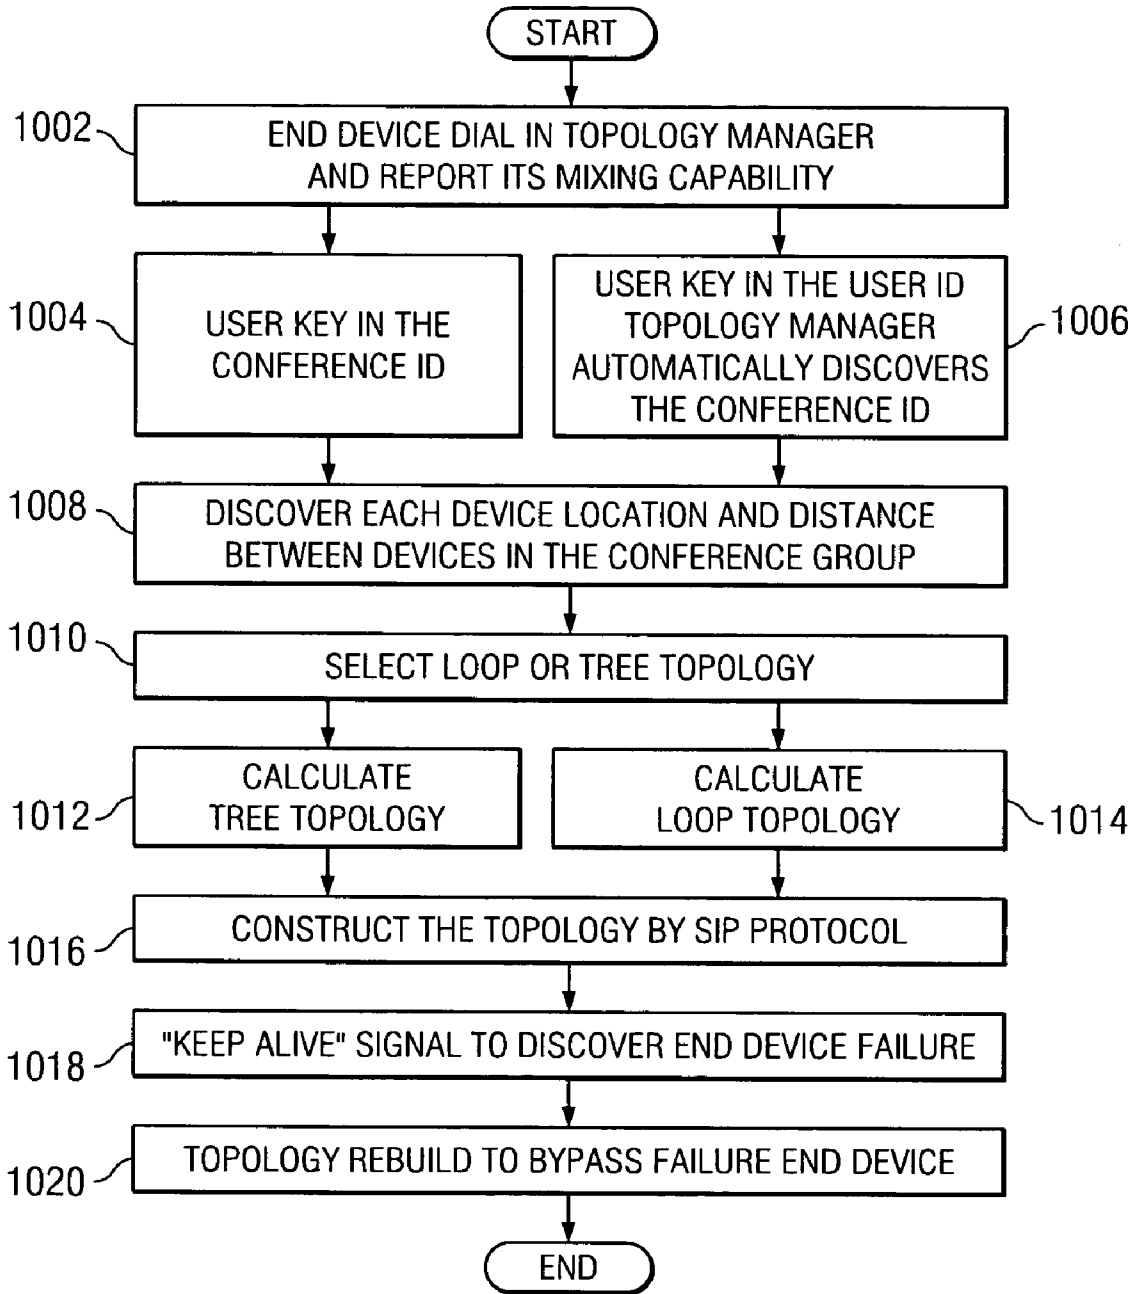 START
1002
END DEVICE DIAL IN TOPOLOGY MANAGER
AND REPORT ITS MIXING CAPABILITY
1004
USER KEY IN THE
CONFERENCE ID
USER KEY IN THE USER ID
TOPOLOGY MANAGER
AUTOMATICALLY DISCOVERS
THE CONFERENCE ID
1006
1008
DISCOVER EACH DEVICE LOCATION AND DISTANCE
BETWEEN DEVICES IN THE CONFERENCE GROUP
1010
SELECT LOOP OR TREE TOPOLOGY
1012
CALCULATE
TREE TOPOLOGY
CALCULATE
LOOP TOPOLOGY
1014
1016
CONSTRUCT THE TOPOLOGY BY SIP PROTOCOL
1018
"KEEP ALIVE" SIGNAL TO DISCOVER END DEVICE FAILURE
1020
TOPOLOGY REBUILD TO BYPASS FAILURE END DEVICE
END